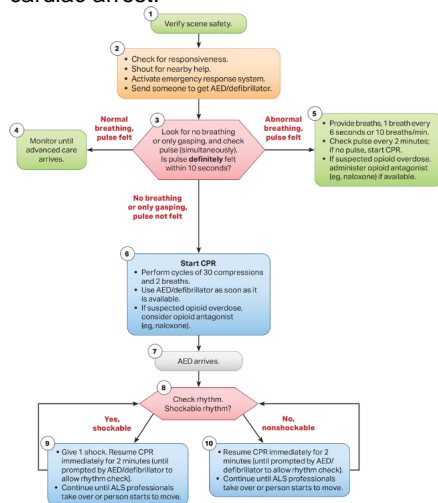 cardiac arrest.
1
Verify scene safety.
2
• Check for responsiveness.
• Shout for nearby help.
• Activate emergency response system.
• Send someone to get AED/defibrillator.
3
Look for no breathing
or only gasping, and check
pulse (simultaneously).
Is pulse definitely felt
within 10 seconds?
Normal
breathing,
pulse felt
4
Monitor until
advanced care
arrives.
Abnormal
breathing,
pulse felt
5
• Provide breaths, 1 breath every
6 seconds or 10 breaths/min.
• Check pulse every 2 minutes;
if no pulse, start CPR.
• If suspected opioid overdose,
administer opioid antagonist
(eg, naloxone) if available.
No breathing
or only gasping,
pulse not felt
6
Start CPR
• Perform cycles of 30 compressions
and 2 breaths.
• Use AED/defibrillator as soon as it
is available.
• If suspected opioid overdose,
consider opioid antagonist
(eg, naloxone).
7
AED arrives.
8
Check rhythm.
Shockable rhythm?
Yes,
shockable
No,
nonshockable
9
• Give 1 shock. Resume CPR
immediately for 2 minutes (until
prompted by AED/defibrillator to
allow rhythm check).
• Continue until ALS professionals
take over or person starts to move.
10
• Resume CPR immediately for 2
minutes (until prompted by AED/
defibrillator to allow rhythm check).
• Continue until ALS professionals
take over or person starts to move.